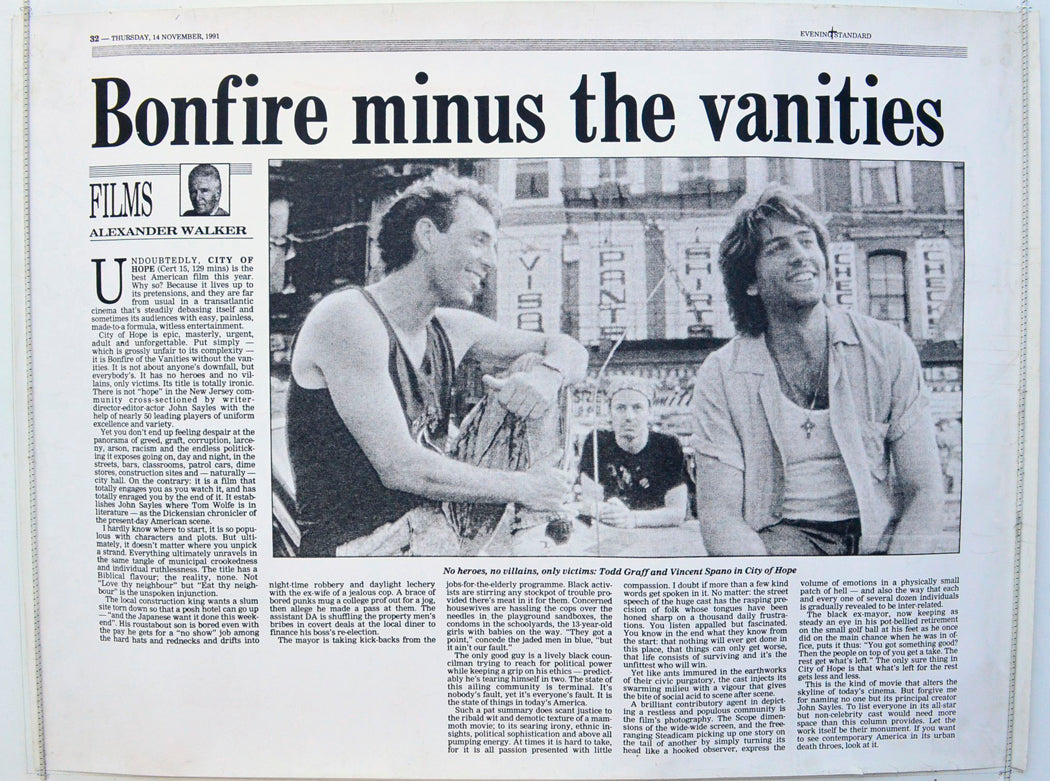 32 — THURSDAY, 14 NOVEMBER, 1991
EVENING STANDARD
Bonfire minus the vanities
FILMS
ALEXANDER WALKER
UNDOUBTEDLY, CITY OF
HOPE (Cert 15, 129 mins) is the
best American film this year.
Why so? Because it lives up to
its pretensions, and they are far
from usual in a transatlantic
cinema that's steadily debasing itself and
sometimes its audiences with easy, painless,
made-to-a formula, witless entertainment.
City of Hope is epic, masterly, urgent,
adult and unforgettable. Put simply —
which is grossly unfair to its complexity —
it is Bonfire of the Vanities without the van-
ities. It is not about anyone's downfall, but
everybody's. It has no heroes and no vil-
lains, only victims. Its title is totally ironic.
There is not "hope" in the New Jersey com-
munity cross-sectioned by writer-
director-editor-actor John Sayles with the
help of nearly 50 leading players of uniform
excellence and variety.
Yet you don't end up feeling despair at the
panorama of greed, graft, corruption, larce-
ny, arson, racism and the endless politick-
ing it exposes going on, day and night, in the
streets, bars, classrooms, patrol cars, dime
stores, construction sites and — naturally —
city hall. On the contrary: it is a film that
totally engages you as you watch it, and has
totally enraged you by the end of it. It estab-
lishes John Sayles where Tom Wolfe is in
literature — as the Dickensian chronicler of
the present-day American scene.
I hardly know where to start, it is so popu-
lous with characters and plots. But ulti-
mately, it doesn't matter where you unpick
a strand. Everything ultimately unravels in
the same tangle of municipal crookedness
and individual ruthlessness. The title has a
Biblical flavour; the reality, none. Not
"Love thy neighbour" but "Eat thy neigh-
bour" is the unspoken injunction.
The local construction king wants a slum
site torn down so that a posh hotel can go up
— "and the Japanese want it done this week-
end". His roustabout son is bored even with
the pay he gets for a "no show" job among
the hard hats and rednecks and drifts into
VISA
PANTS
SHIRTS
CHEC
CHECK
No heroes, no villains, only victims: Todd Graff and Vincent Spano in City of Hope
night-time robbery and daylight lechery
with the ex-wife of a jealous cop. A brace of
bored punks mug a college prof out for a jog,
then allege he made a pass at them. The
assistant DA is shuffling the property men's
bribes in covert deals at the local diner to
finance his boss's re-election.
The mayor is taking kick-backs from the
jobs-for-the-elderly programme. Black activ-
ists are stirring any stockpot of trouble pro-
vided there's meat in it for them. Concerned
housewives are hassling the cops over the
needles in the playground sandboxes, the
condoms in the schoolyards, the 13-year-old
girls with babies on the way. "They got a
point," concede the jaded men in blue, "but
it ain't our fault."
The only good guy is a lively black coun-
cilman trying to reach for political power
while keeping a grip on his ethics — predict-
ably he's tearing himself in two. The state of
this ailing community is terminal. It's
nobody's fault, yet it's everyone's fault. It is
the state of things in today's America.
Such a pat summary does scant justice to
the ribald wit and demotic texture of a mam-
moth movie; to its searing irony, ethnic in-
sights, political sophistication and above all
pumping energy. At times it is hard to take,
for it is all passion presented with little
compassion. I doubt if more than a few kind
words get spoken in it. No matter: the street
speech of the huge cast has the rasping pre-
cision of folk whose tongues have been
honed sharp on a thousand daily frustra-
tions. You listen appalled but fascinated.
You know in the end what they know from
the start: that nothing will ever get done in
this place, that things can only get worse,
that life consists of surviving and it's the
unfittest who will win.
Yet like ants immured in the earthworks
of their civic purgatory, the cast injects its
swarming milieu with a vigour that gives
the bite of social acid to scene after scene.
A brilliant contributory agent in depict-
ing a restless and populous community is
the film's photography. The Scope dimen-
sions of the wide-wide screen, and the free-
ranging Steadicam picking up one story on
the tail of another by simply turning its
head like a hooked observer, express the
volume of emotions in a physically small
patch of hell — and also the way that each
and every one of several dozen individuals
is gradually revealed to be inter-related.
The black ex-mayor, now keeping as
steady an eye in his pot-bellied retirement
on the small golf ball at his feet as he once
did on the main chance when he was in of-
fice, puts it thus: "You got something good?
Then the people on top of you get a take. The
rest get what's left." The only sure thing in
City of Hope is that what's left for the rest
gets less and less.
This is the kind of movie that alters the
skyline of today's cinema. But forgive me
for naming no one but its principal creator
John Sayles. To list everyone in its all-star
but non-celebrity cast would need more
space than this column provides. Let the
work itself be their monument. If you want
to see contemporary America in its urban
death throes, look at it.